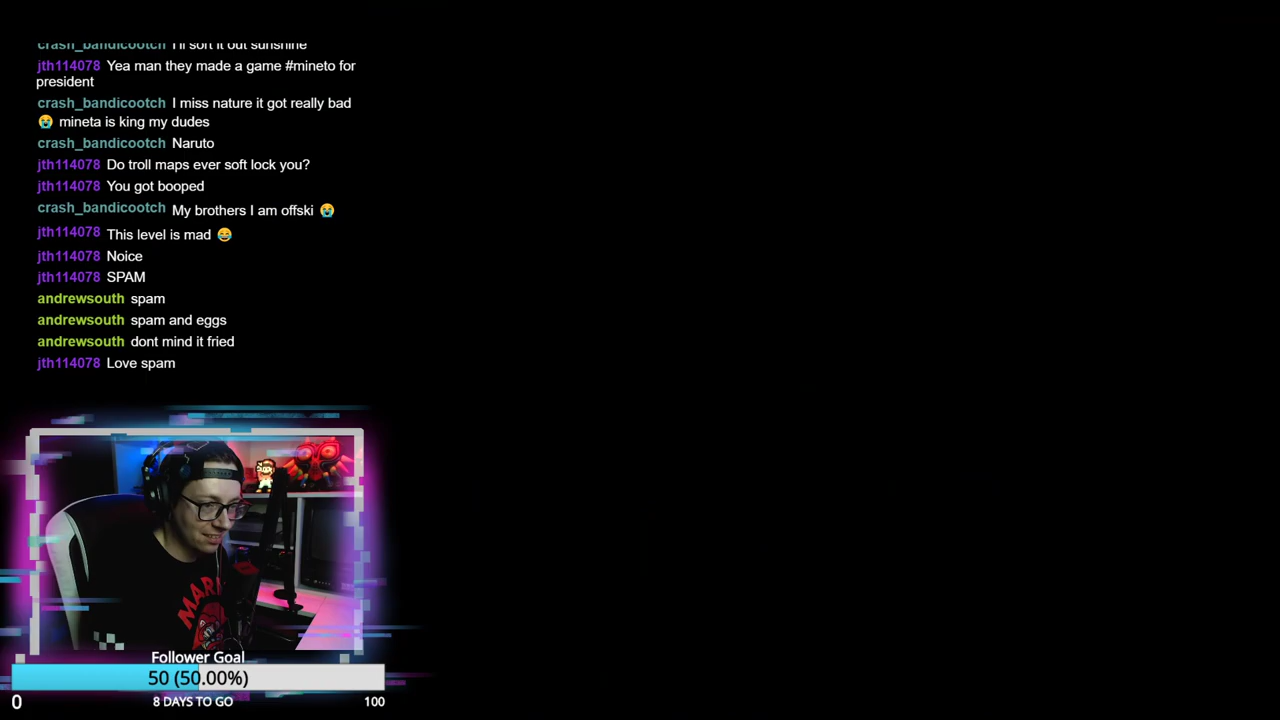 crash_bandicootch I'll sort it out sunshine
jth114078 Yea man they made a game #mineto for
president
crash_bandicootch I miss nature it got really bad
😭 mineta is king my dudes
crash_bandicootch Naruto
jth114078 Do troll maps ever soft lock you?
jth114078 You got booped
crash_bandicootch My brothers I am offski 😭
jth114078 This level is mad 😂
jth114078 Noice
jth114078 SPAM
andrewsouth spam
andrewsouth spam and eggs
andrewsouth dont mind it fried
jth114078 Love spam
MAR
Follower Goal
50 (50.00%)
0 8 DAYS TO GO 100